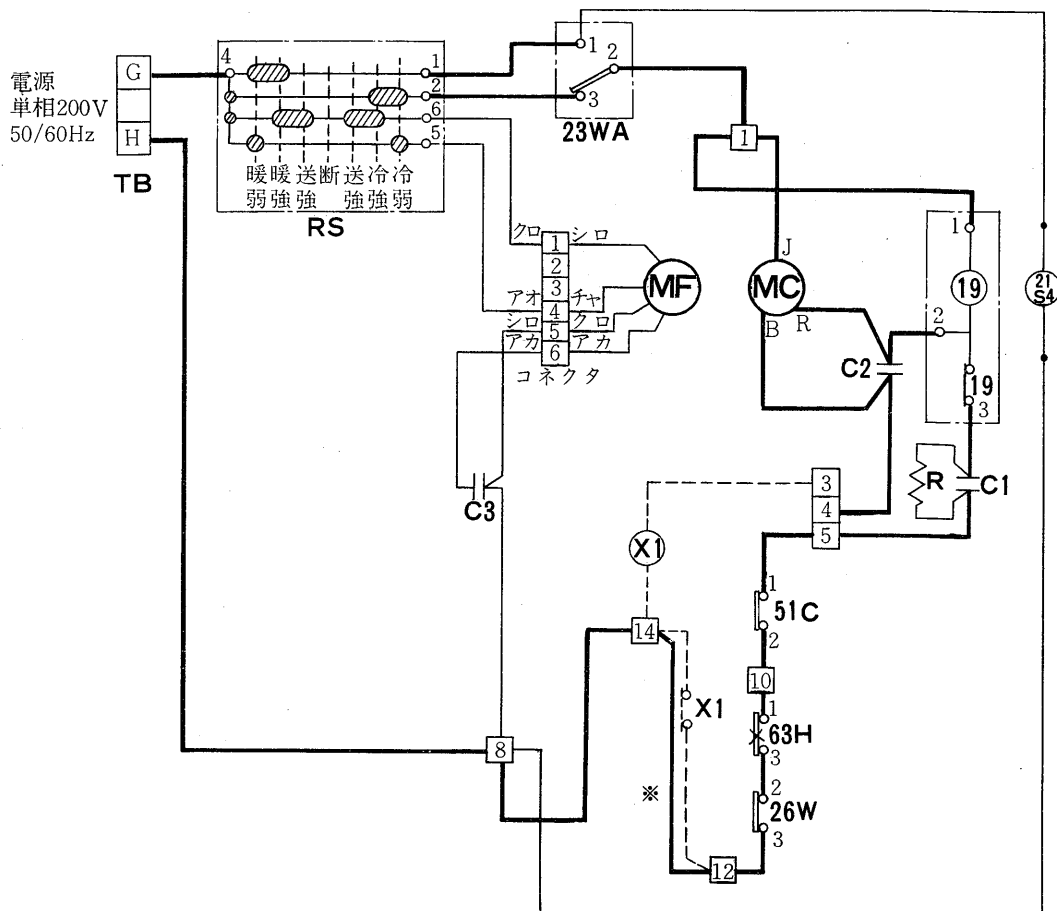 電源
単相200V
50/60Hz
G
H
TB
4
1
2
6
5
暖弱
暖強
送強
断
送強
冷強
冷弱
RS
1
2
3
23WA
1
クロ
シロ
アオ
チャ
シロ
クロ
アカ
アカ
1
2
3
4
5
6
コネクタ
MF
J
MC
B
R
C2
1
19
2
19
3
21
S4
R
C1
C3
3
4
5
X1
14
X1
1
51C
2
10
1
63H
3
2
26W
3
8
※
12